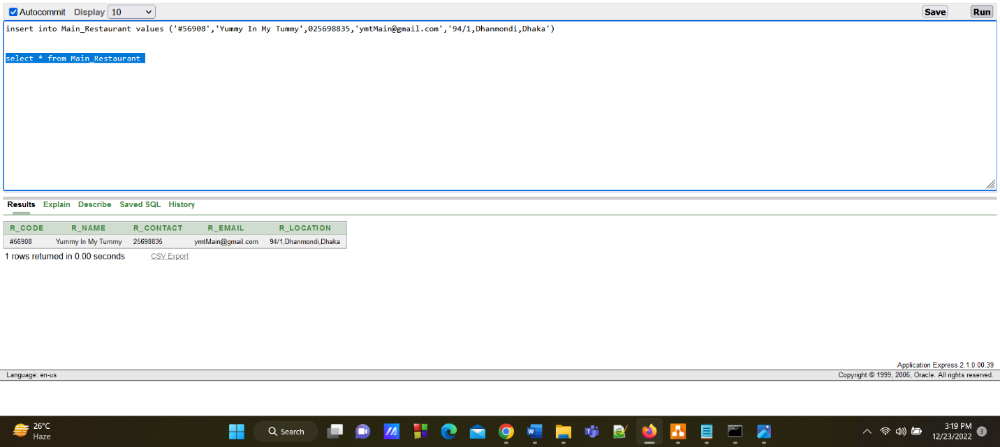 Autocommit Display 10 Save Run
insert into Main_Restaurant values ('#56908','Yummy In My Tummy',025698835,'ymtMain@gmail.com','94/1,Dhanmondi,Dhaka')
select * from Main_Restaurant
Results Explain Describe Saved SQL History
R_CODE R_NAME R_CONTACT R_EMAIL R_LOCATION
#56908 Yummy In My Tummy 25698835 ymtMain@gmail.com 94/1,Dhanmondi,Dhaka
1 rows returned in 0.00 seconds CSV Export
Application Express 2.1.0.00.39
Language: en-us Copyright © 1999, 2006, Oracle. All rights reserved.
26°C
Haze
Search
3:19 PM
12/23/2022
3